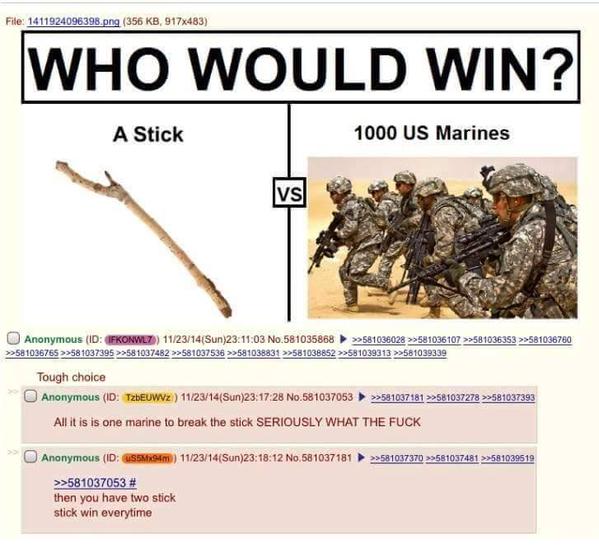 File: 1411924096398.png (356 KB, 917x483)
WHO WOULD WIN?
A Stick
VS
1000 US Marines
Anonymous (ID: IFKONWL7) 11/23/14(Sun)23:11:03 No.581035868 ▶ >>581036028 >>581036107 >>581036353 >>581036760
>>581036765 >>581037395 >>581037482 >>581037536 >>581038831 >>581038852 >>581039313 >>581039339
Tough choice
>> Anonymous (ID: TzbEUWVz) 11/23/14(Sun)23:17:28 No.581037053 ▶ >>581037181 >>581037278 >>581037393
All it is is one marine to break the stick SERIOUSLY WHAT THE FUCK
>> Anonymous (ID: uS5Mx94m) 11/23/14(Sun)23:18:12 No.581037181 ▶ >>581037370 >>581037481 >>581039519
>>581037053 #
then you have two stick
stick win everytime